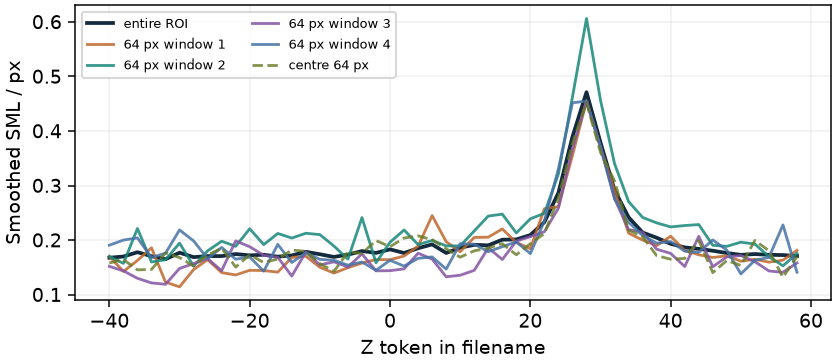 0.6
0.5
0.4
0.3
0.2
0.1
Smoothed SML / px
entire ROI
64 px window 1
64 px window 2
64 px window 3
64 px window 4
centre 64 px
−40
−20
0
20
40
60
Z token in filename